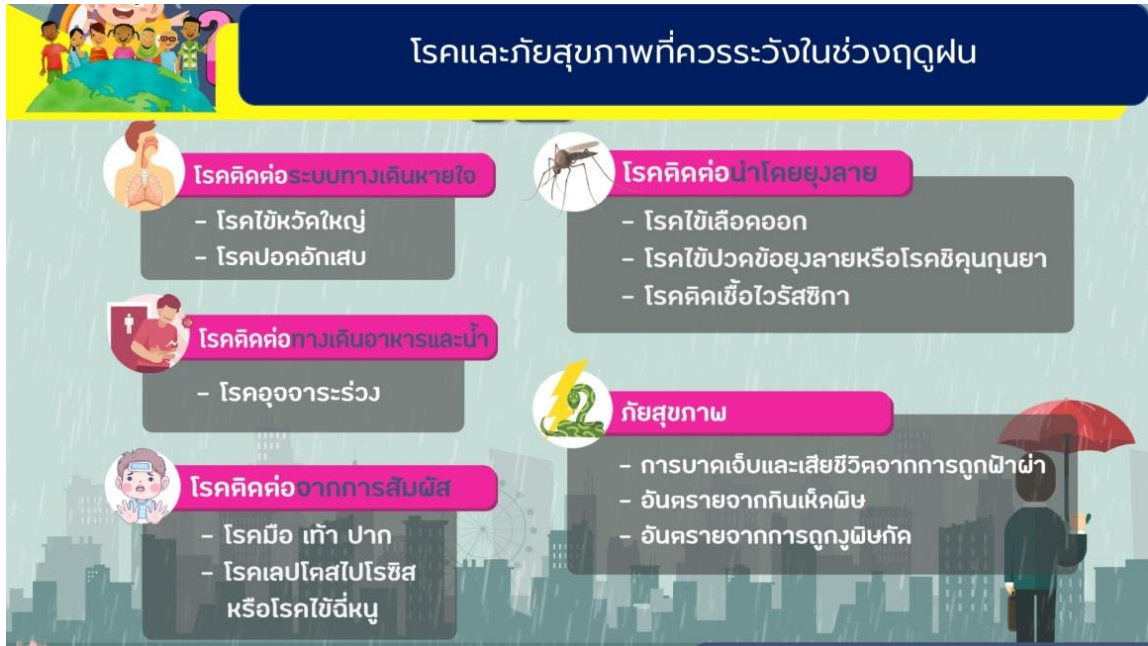 โรคและภัยสุขภาพที่ควรระวังในช่วงฤดูฝน
โรคติดต่อระบบทางเดินหายใจ
- โรคไข้หวัดใหญ่
- โรคปอดอักเสบ
โรคติดต่อทางเดินอาหารและน้ำ
- โรคอุจจาระร่วง
โรคติดต่อจากการสัมผัส
- โรคมือ เท้า ปาก
- โรคเลปโตสไปโรซิส
หรือโรคไข้ฉี่หนู
โรคติดต่อนำโดยยุงลาย
- โรคไข้เลือดออก
- โรคไข้ปวดข้อยุงลายหรือโรคชิคุนกุนยา
- โรคติดเชื้อไวรัสซิกา
ภัยสุขภาพ
- การบาดเจ็บและเสียชีวิตจากการถูกฟ้าผ่า
- อันตรายจากกินเห็ดพิษ
- อันตรายจากการถูกงูพิษกัด